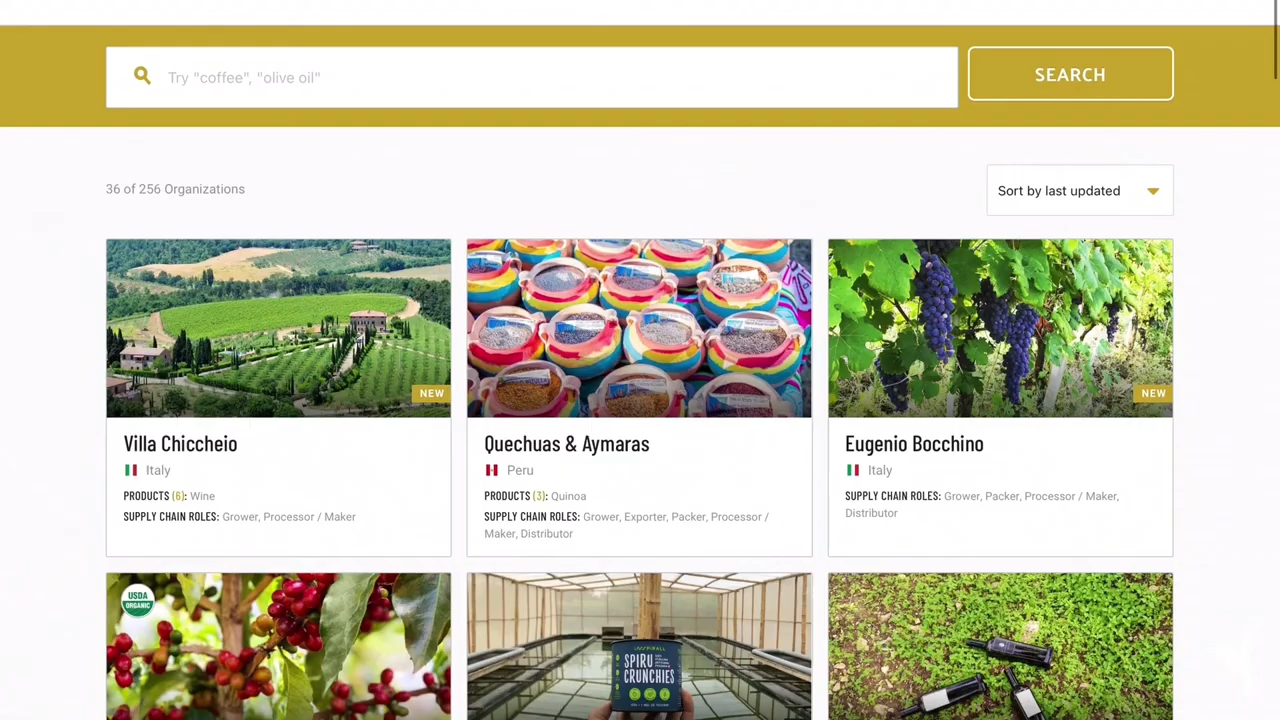 Try "coffee", "olive oil"
SEARCH
36 of 256 Organizations
Sort by last updated
NEW
NEW
Villa Chiccheio
Quechuas & Aymaras
Eugenio Bocchino
Italy
Peru
Italy
PRODUCTS (6): Wine
PRODUCTS (3): Quinoa
SUPPLY CHAIN ROLES: Grower, Packer, Processor / Maker,
Distributor
SUPPLY CHAIN ROLES: Grower, Processor / Maker
SUPPLY CHAIN ROLES: Grower, Exporter, Packer, Processor /
Maker, Distributor
USDA
ORGANIC
SPIRU
CRUNCHIES